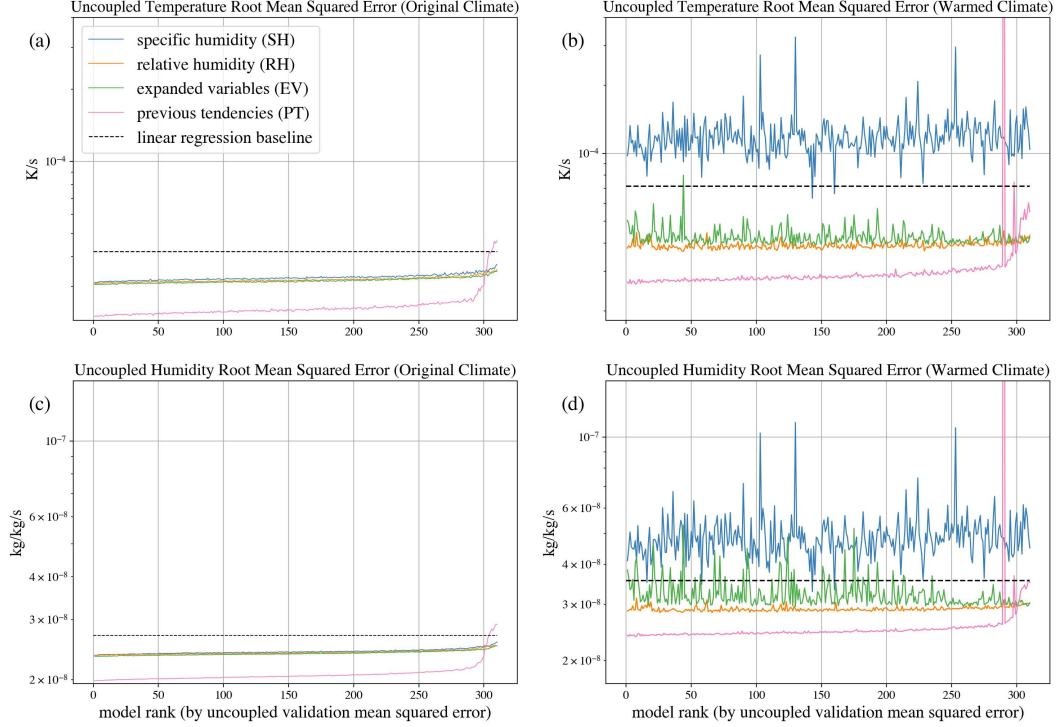 Uncoupled Temperature Root Mean Squared Error (Original Climate)
(a)
specific humidity (SH)
relative humidity (RH)
expanded variables (EV)
previous tendencies (PT)
linear regression baseline
K/s
10⁻⁴
0 50 100 150 200 250 300
Uncoupled Temperature Root Mean Squared Error (Warmed Climate)
(b)
K/s
10⁻⁴
0 50 100 150 200 250 300
Uncoupled Humidity Root Mean Squared Error (Original Climate)
(c)
kg/kg/s
10⁻⁷
6 × 10⁻⁸
4 × 10⁻⁸
3 × 10⁻⁸
2 × 10⁻⁸
0 50 100 150 200 250 300
model rank (by uncoupled validation mean squared error)
Uncoupled Humidity Root Mean Squared Error (Warmed Climate)
(d)
kg/kg/s
10⁻⁷
6 × 10⁻⁸
4 × 10⁻⁸
3 × 10⁻⁸
2 × 10⁻⁸
0 50 100 150 200 250 300
model rank (by uncoupled validation mean squared error)